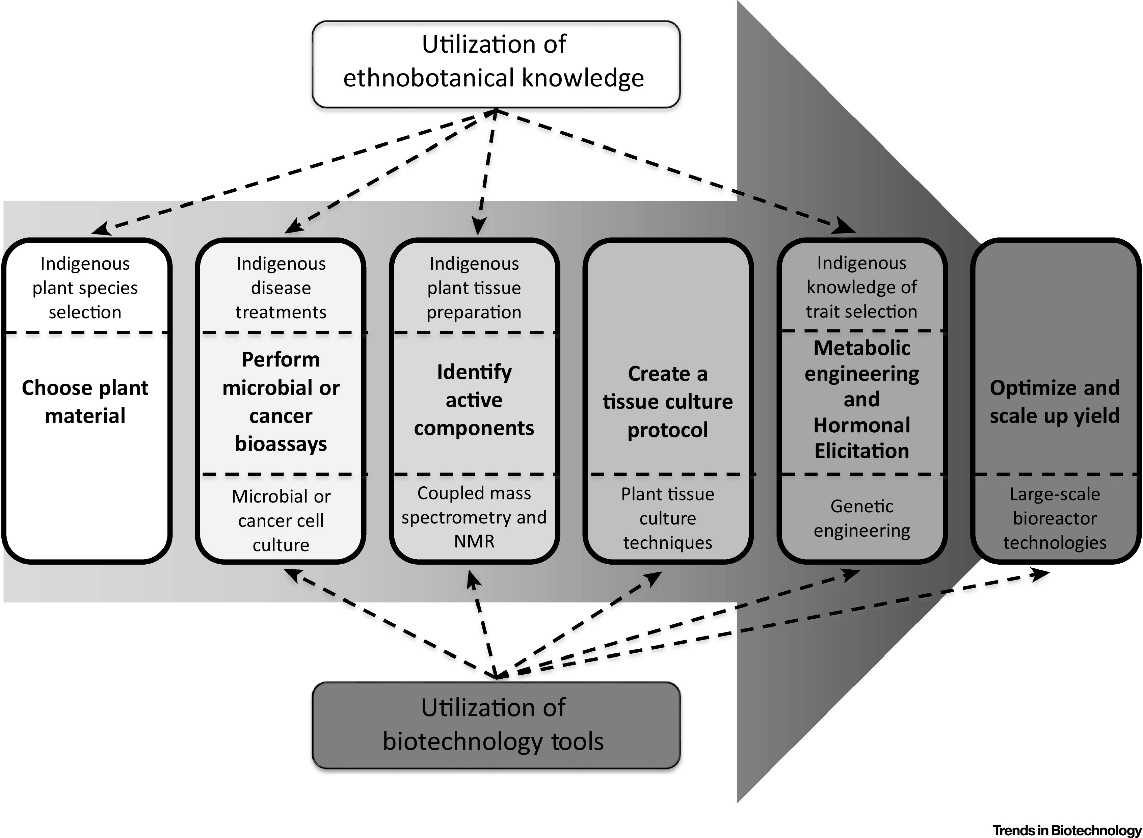 Utilization of
ethnobotanical knowledge
Indigenous
plant species
selection
Choose plant
material
Indigenous
disease
treatments
Perform
microbial or
cancer
bioassays
Microbial or
cancer cell
culture
Indigenous
plant tissue
preparation
Identify
active
components
Coupled mass
spectrometry and
NMR
Create a
tissue culture
protocol
Plant tissue
culture
techniques
Indigenous
knowledge of
trait selection
Metabolic
engineering
and
Hormonal
Elicitation
Genetic
engineering
Optimize and
scale up yield
Large-scale
bioreactor
technologies
Utilization of
biotechnology tools
Trends in Biotechnology